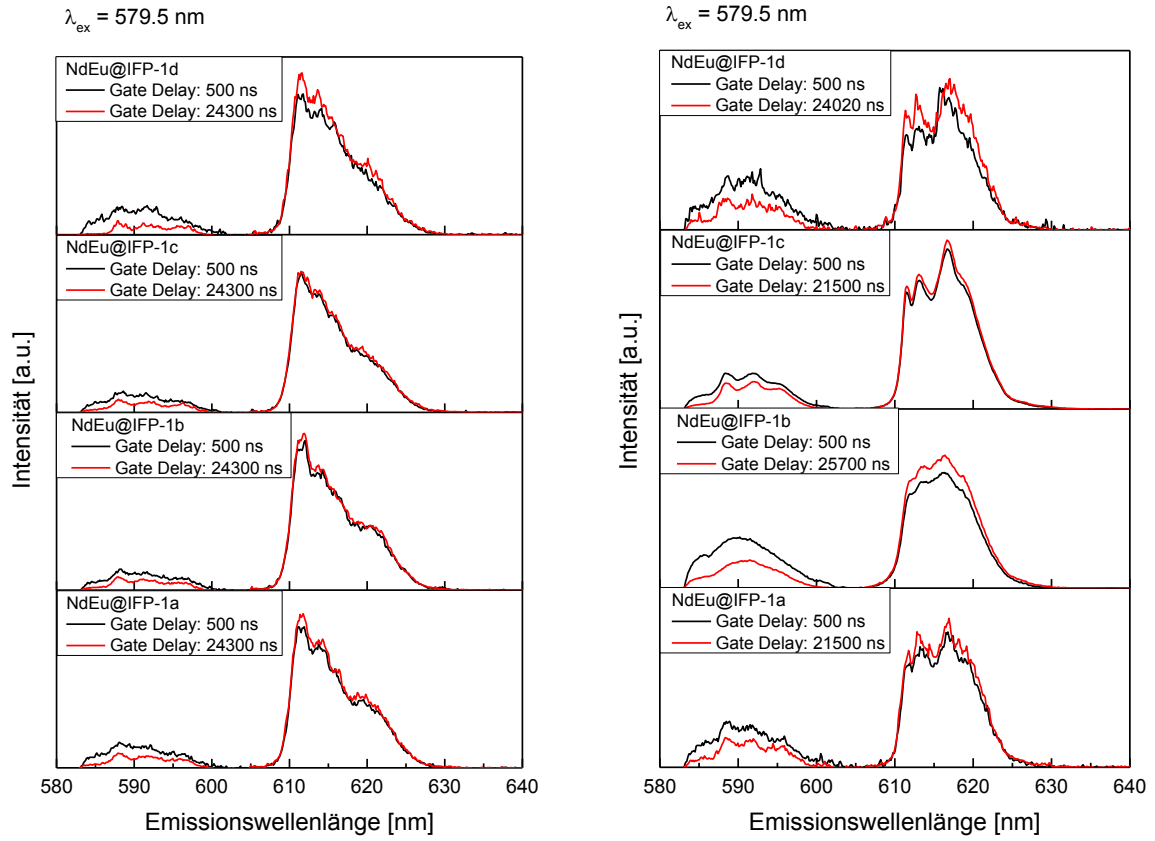 λex = 579.5 nm
NdEu@IFP-1d
Gate Delay: 500 ns
Gate Delay: 24300 ns
NdEu@IFP-1c
Gate Delay: 500 ns
Gate Delay: 24300 ns
NdEu@IFP-1b
Gate Delay: 500 ns
Gate Delay: 24300 ns
NdEu@IFP-1a
Gate Delay: 500 ns
Gate Delay: 24300 ns
Intensität [a.u.]
580 590 600 610 620 630 640
Emissionswellenlänge [nm]
λex = 579.5 nm
NdEu@IFP-1d
Gate Delay: 500 ns
Gate Delay: 24020 ns
NdEu@IFP-1c
Gate Delay: 500 ns
Gate Delay: 21500 ns
NdEu@IFP-1b
Gate Delay: 500 ns
Gate Delay: 25700 ns
NdEu@IFP-1a
Gate Delay: 500 ns
Gate Delay: 21500 ns
Intensität [a.u.]
580 590 600 610 620 630 640
Emissionswellenlänge [nm]